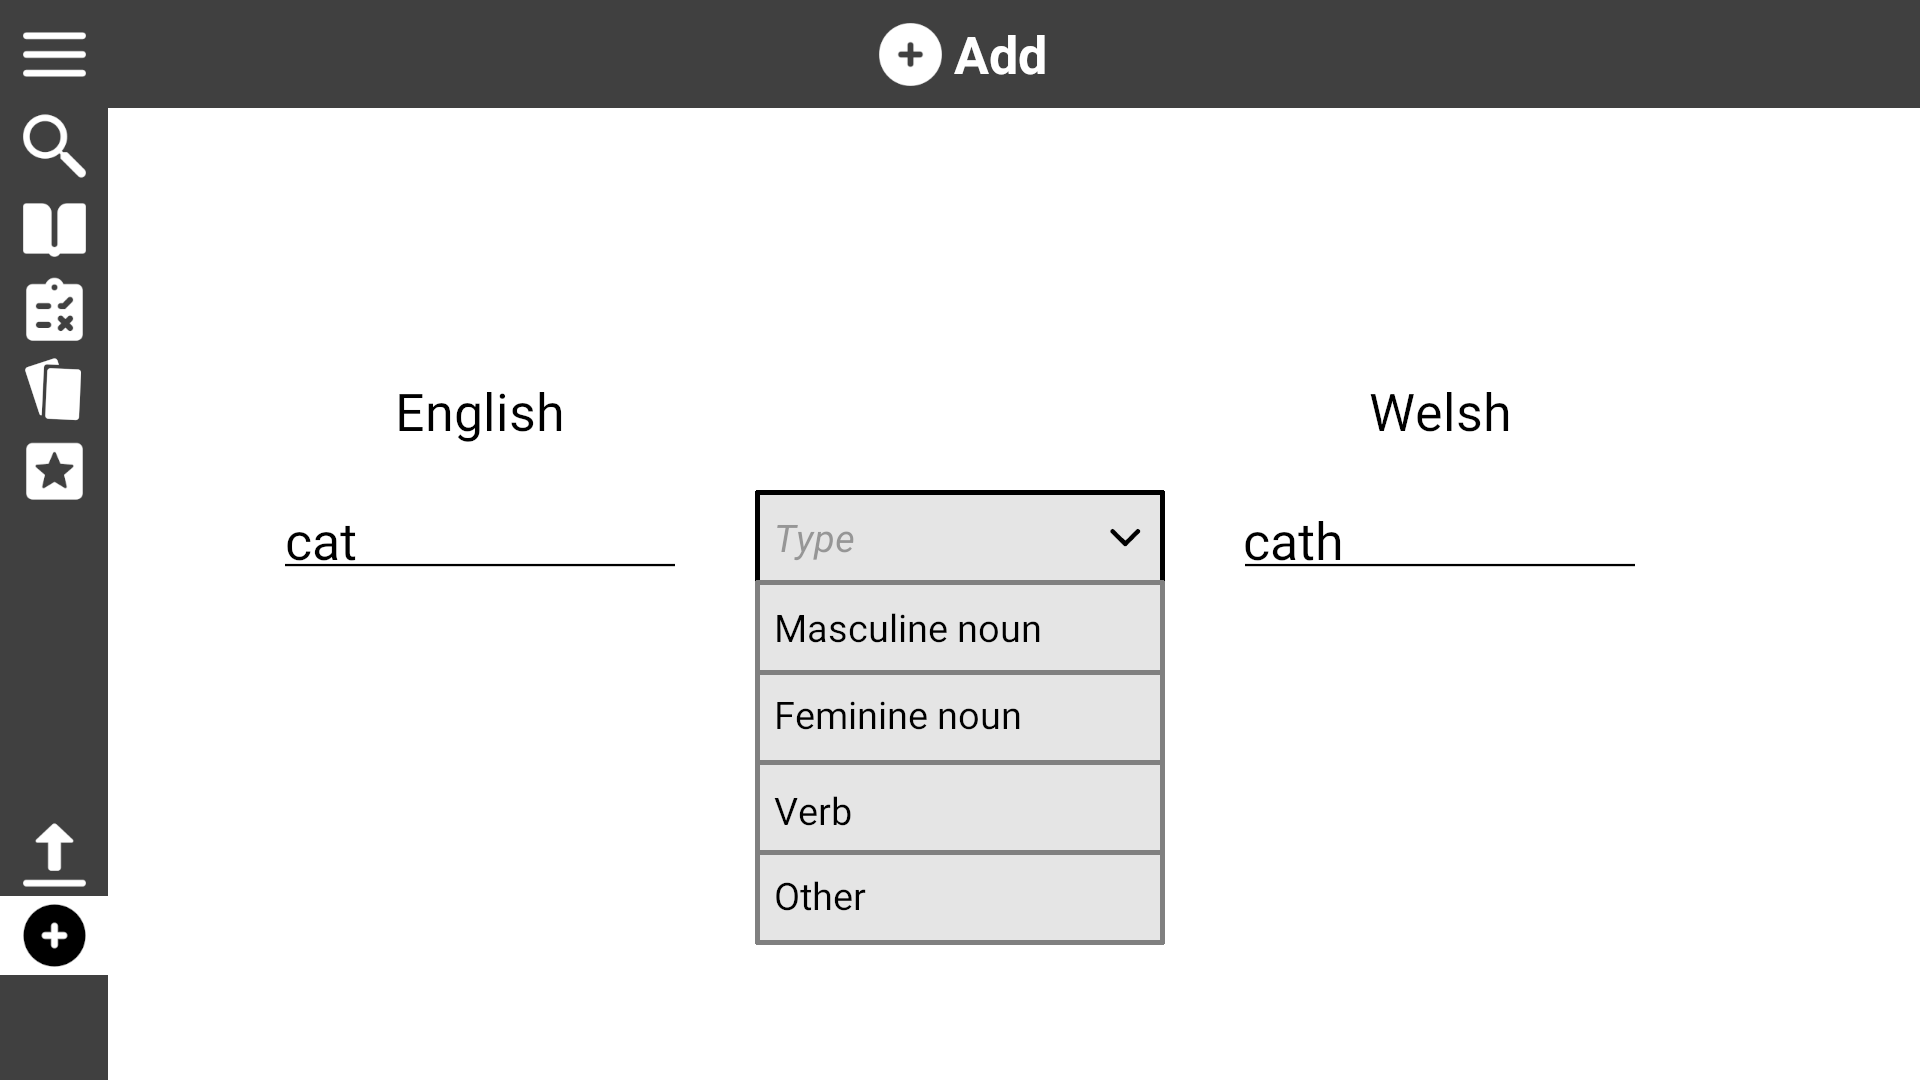 Add
English
Welsh
cat
Type
cath
Masculine noun
Feminine noun
Verb
Other